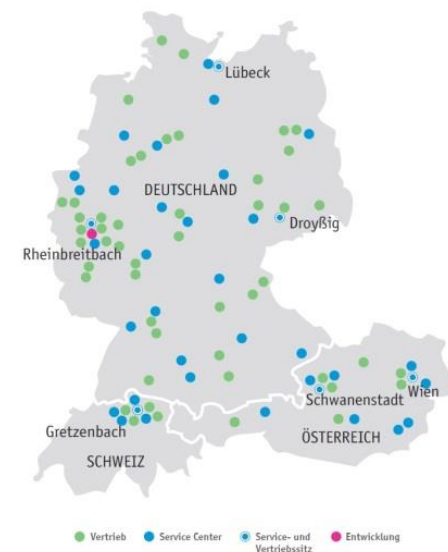 Lübeck
DEUTSCHLAND
Droyßig
Rheinbreitbach
Schwanenstadt
Wien
Gretzenbach
ÖSTERREICH
SCHWEIZ
Vertrieb
Service Center
Service- und
Vertriebssitz
Entwicklung